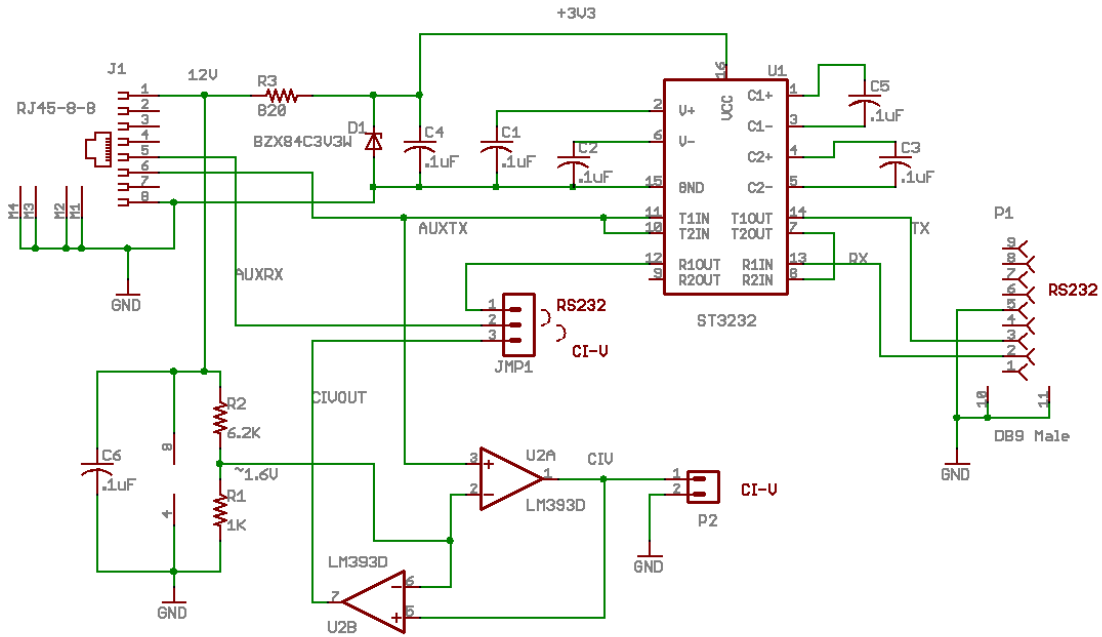 +3V3
J1
12V
R3
820
RJ45-8-8
1
2
3
4
5
6
7
8
D1
BZX84C3V3W
C4
.1uF
C1
.1uF
C2
.1uF
16
U1
VCC
2
V+
6
V-
15
GND
11
T1IN
10
T2IN
12
R1OUT
9
R2OUT
C1+
1
C1-
3
C2+
4
C2-
5
T1OUT
14
T2OUT
7
R1IN
13
R2IN
8
ST3232
C5
.1uF
C3
.1uF
M4
M3
M2
M1
GND
AUXTX
AUXRX
TX
RX
P1
9
8
7
6
5
4
3
2
1
RS232
10
11
DB9 Male
GND
1
2
3
RS232
CI-V
JMP1
CIVOUT
R2
6.2K
C6
.1uF
8
4
~1.6V
R1
1K
GND
3
+
2
-
U2A
1
LM393D
CIV
1
2
CI-V
P2
GND
LM393D
7
6
-
5
+
U2B